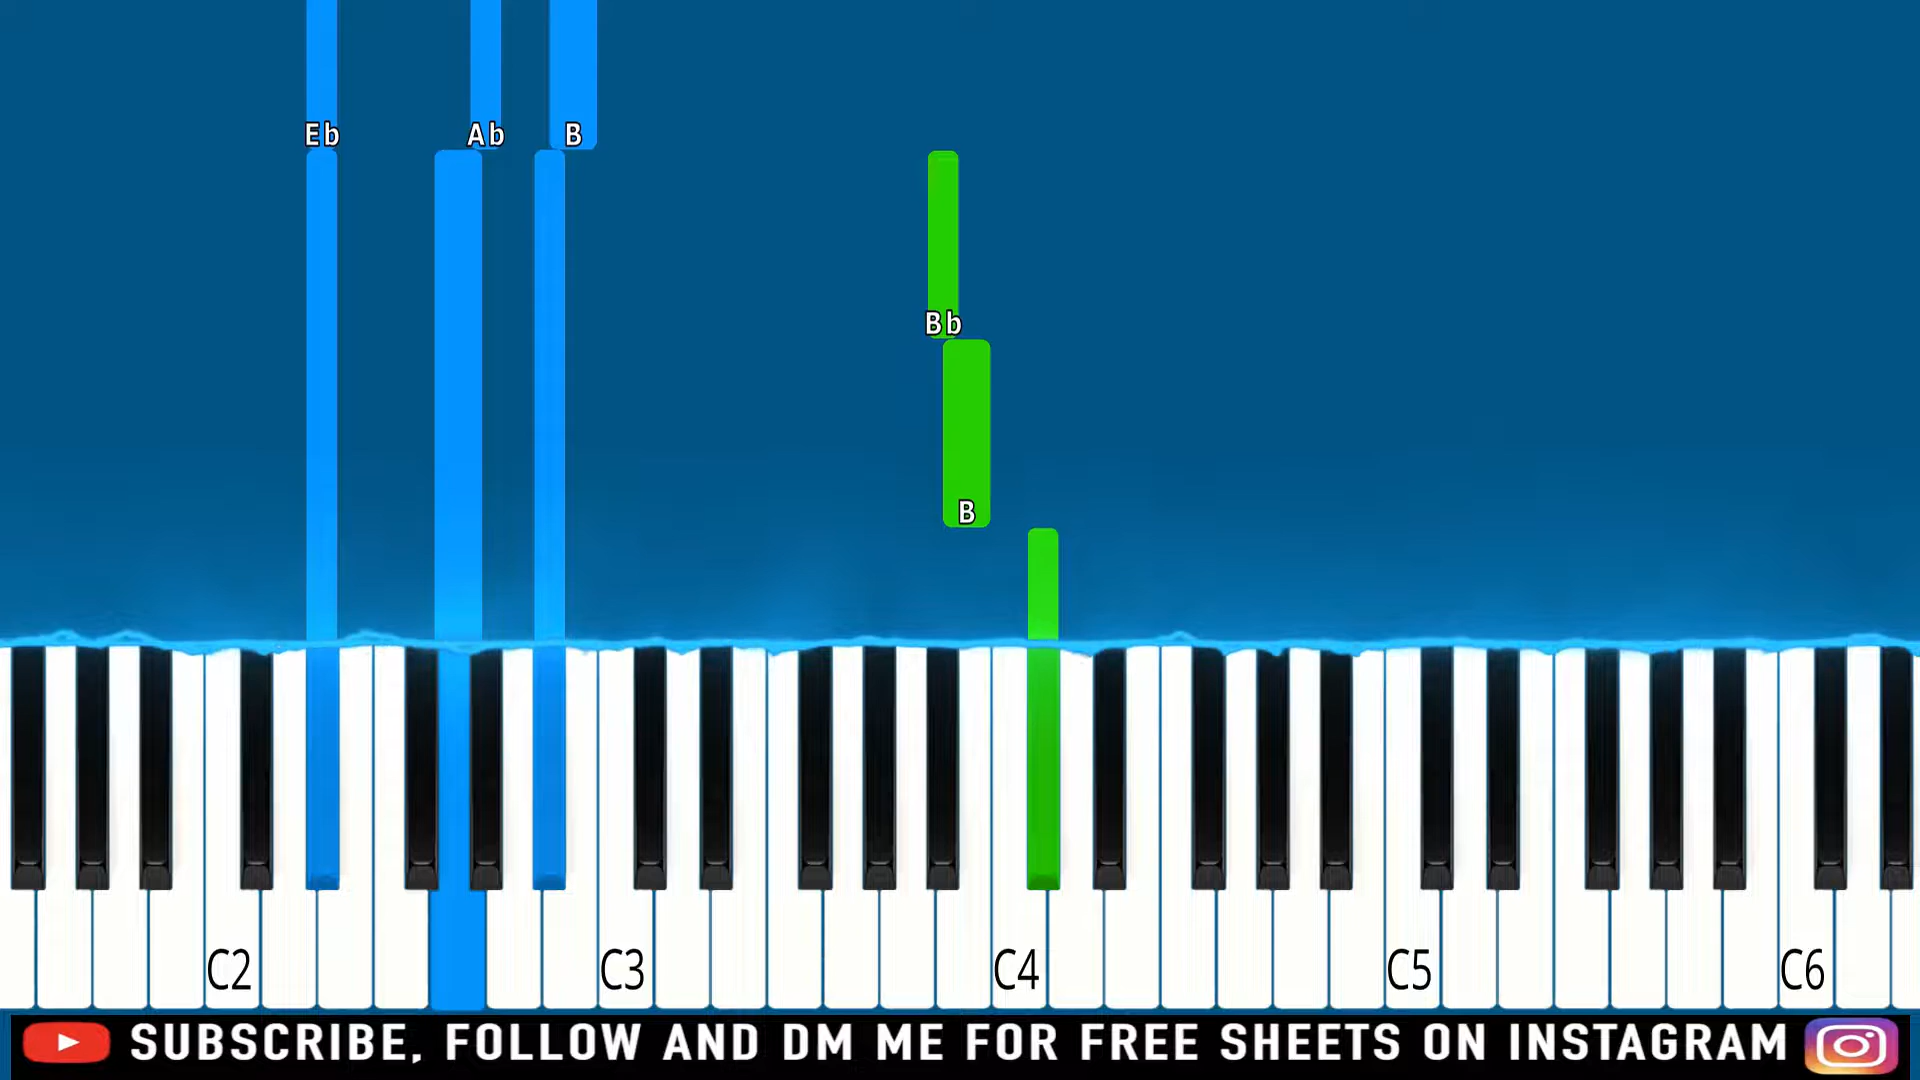 Eb Ab B
Bb
B
C2 C3 C4 C5 C6
SUBSCRIBE, FOLLOW AND DM ME FOR FREE SHEETS ON INSTAGRAM